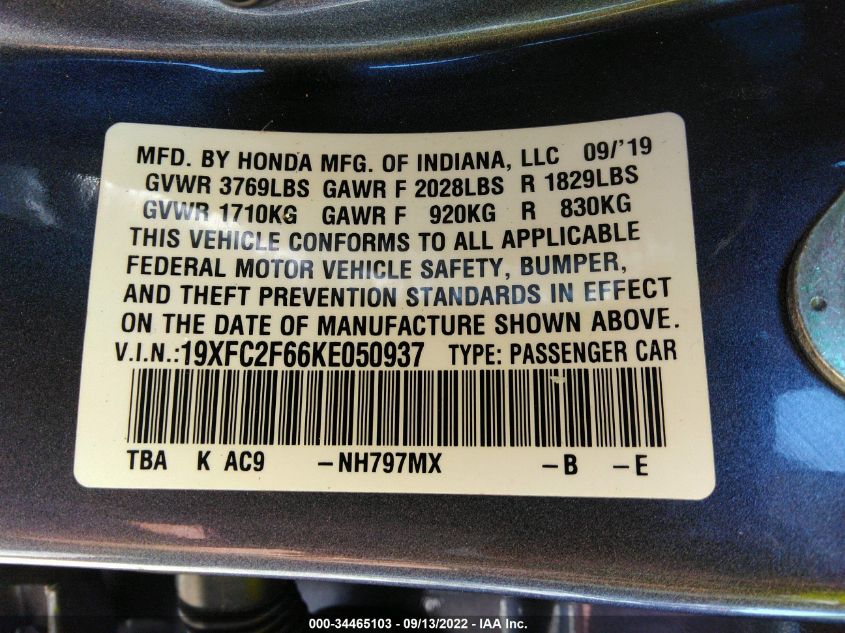 MFD. BY HONDA MFG. OF INDIANA, LLC 09/'19
GVWR 3769LBS GAWR F 2028LBS R 1829LBS
GVWR 1710KG GAWR F 920KG R 830KG
THIS VEHICLE CONFORMS TO ALL APPLICABLE
FEDERAL MOTOR VEHICLE SAFETY, BUMPER,
AND THEFT PREVENTION STANDARDS IN EFFECT
ON THE DATE OF MANUFACTURE SHOWN ABOVE.
V.I.N.:19XFC2F66KE050937 TYPE: PASSENGER CAR
TBA K AC9 -NH797MX -B -E
000-34465103 - 09/13/2022 - IAA Inc.